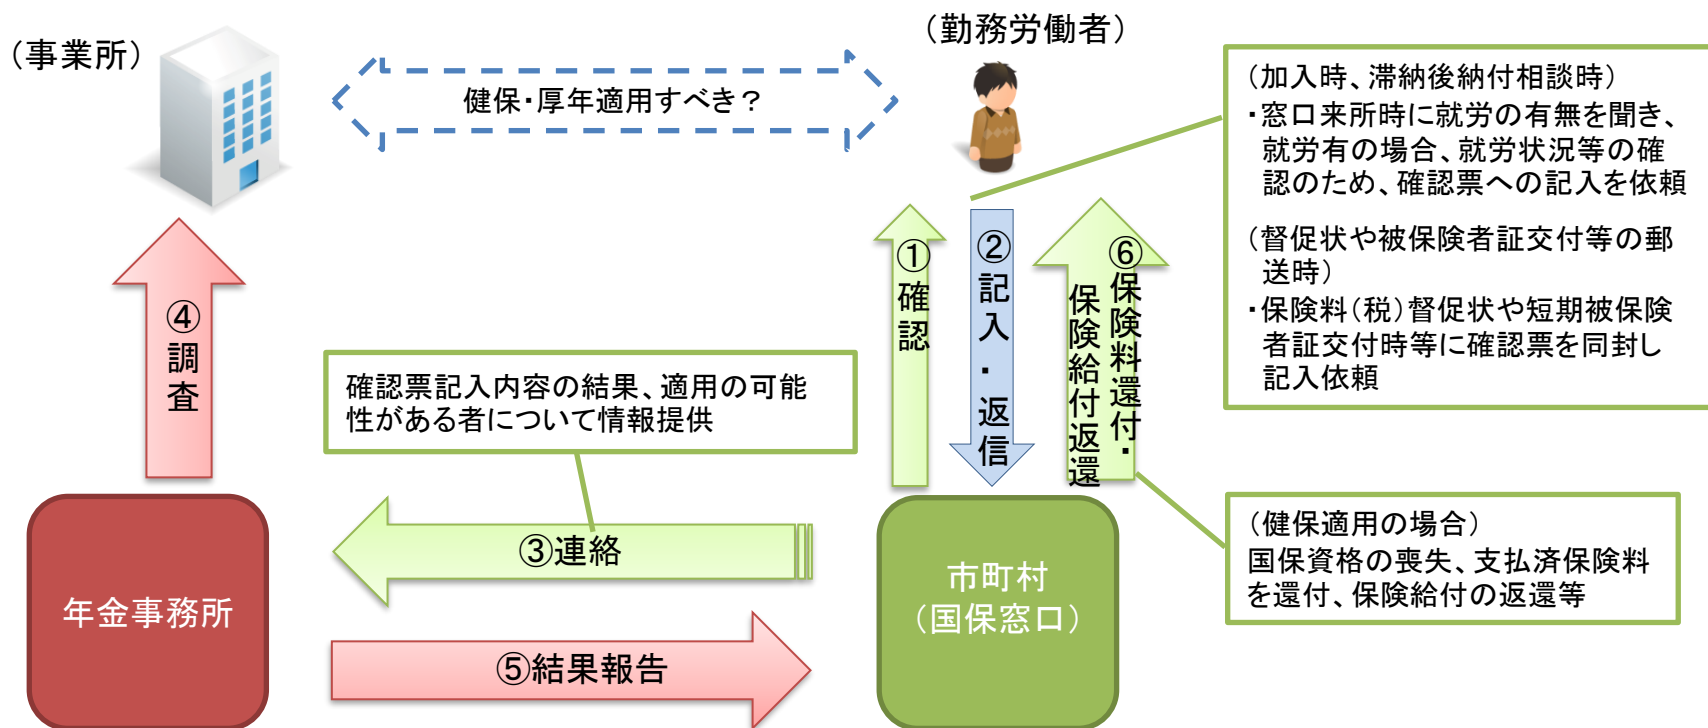 （事業所）
（勤務労働者）
健保・厚年適用すべき？
（加入時、滞納後納付相談時）
・窓口来所時に就労の有無を聞き、
就労有の場合、就労状況等の確
認のため、確認票への記入を依頼
（督促状や被保険者証交付等の郵
送時）
・保険料（税）督促状や短期被保険
者証交付時等に確認票を同封し
記入依頼
①確認
②記入・返信
⑥保険料還付・
保険給付返還
④調査
確認票記入内容の結果、適用の可能
性がある者について情報提供
③連絡
（健保適用の場合）
国保資格の喪失、支払済保険料
を還付、保険給付の返還等
年金事務所
市町村
（国保窓口）
⑤結果報告